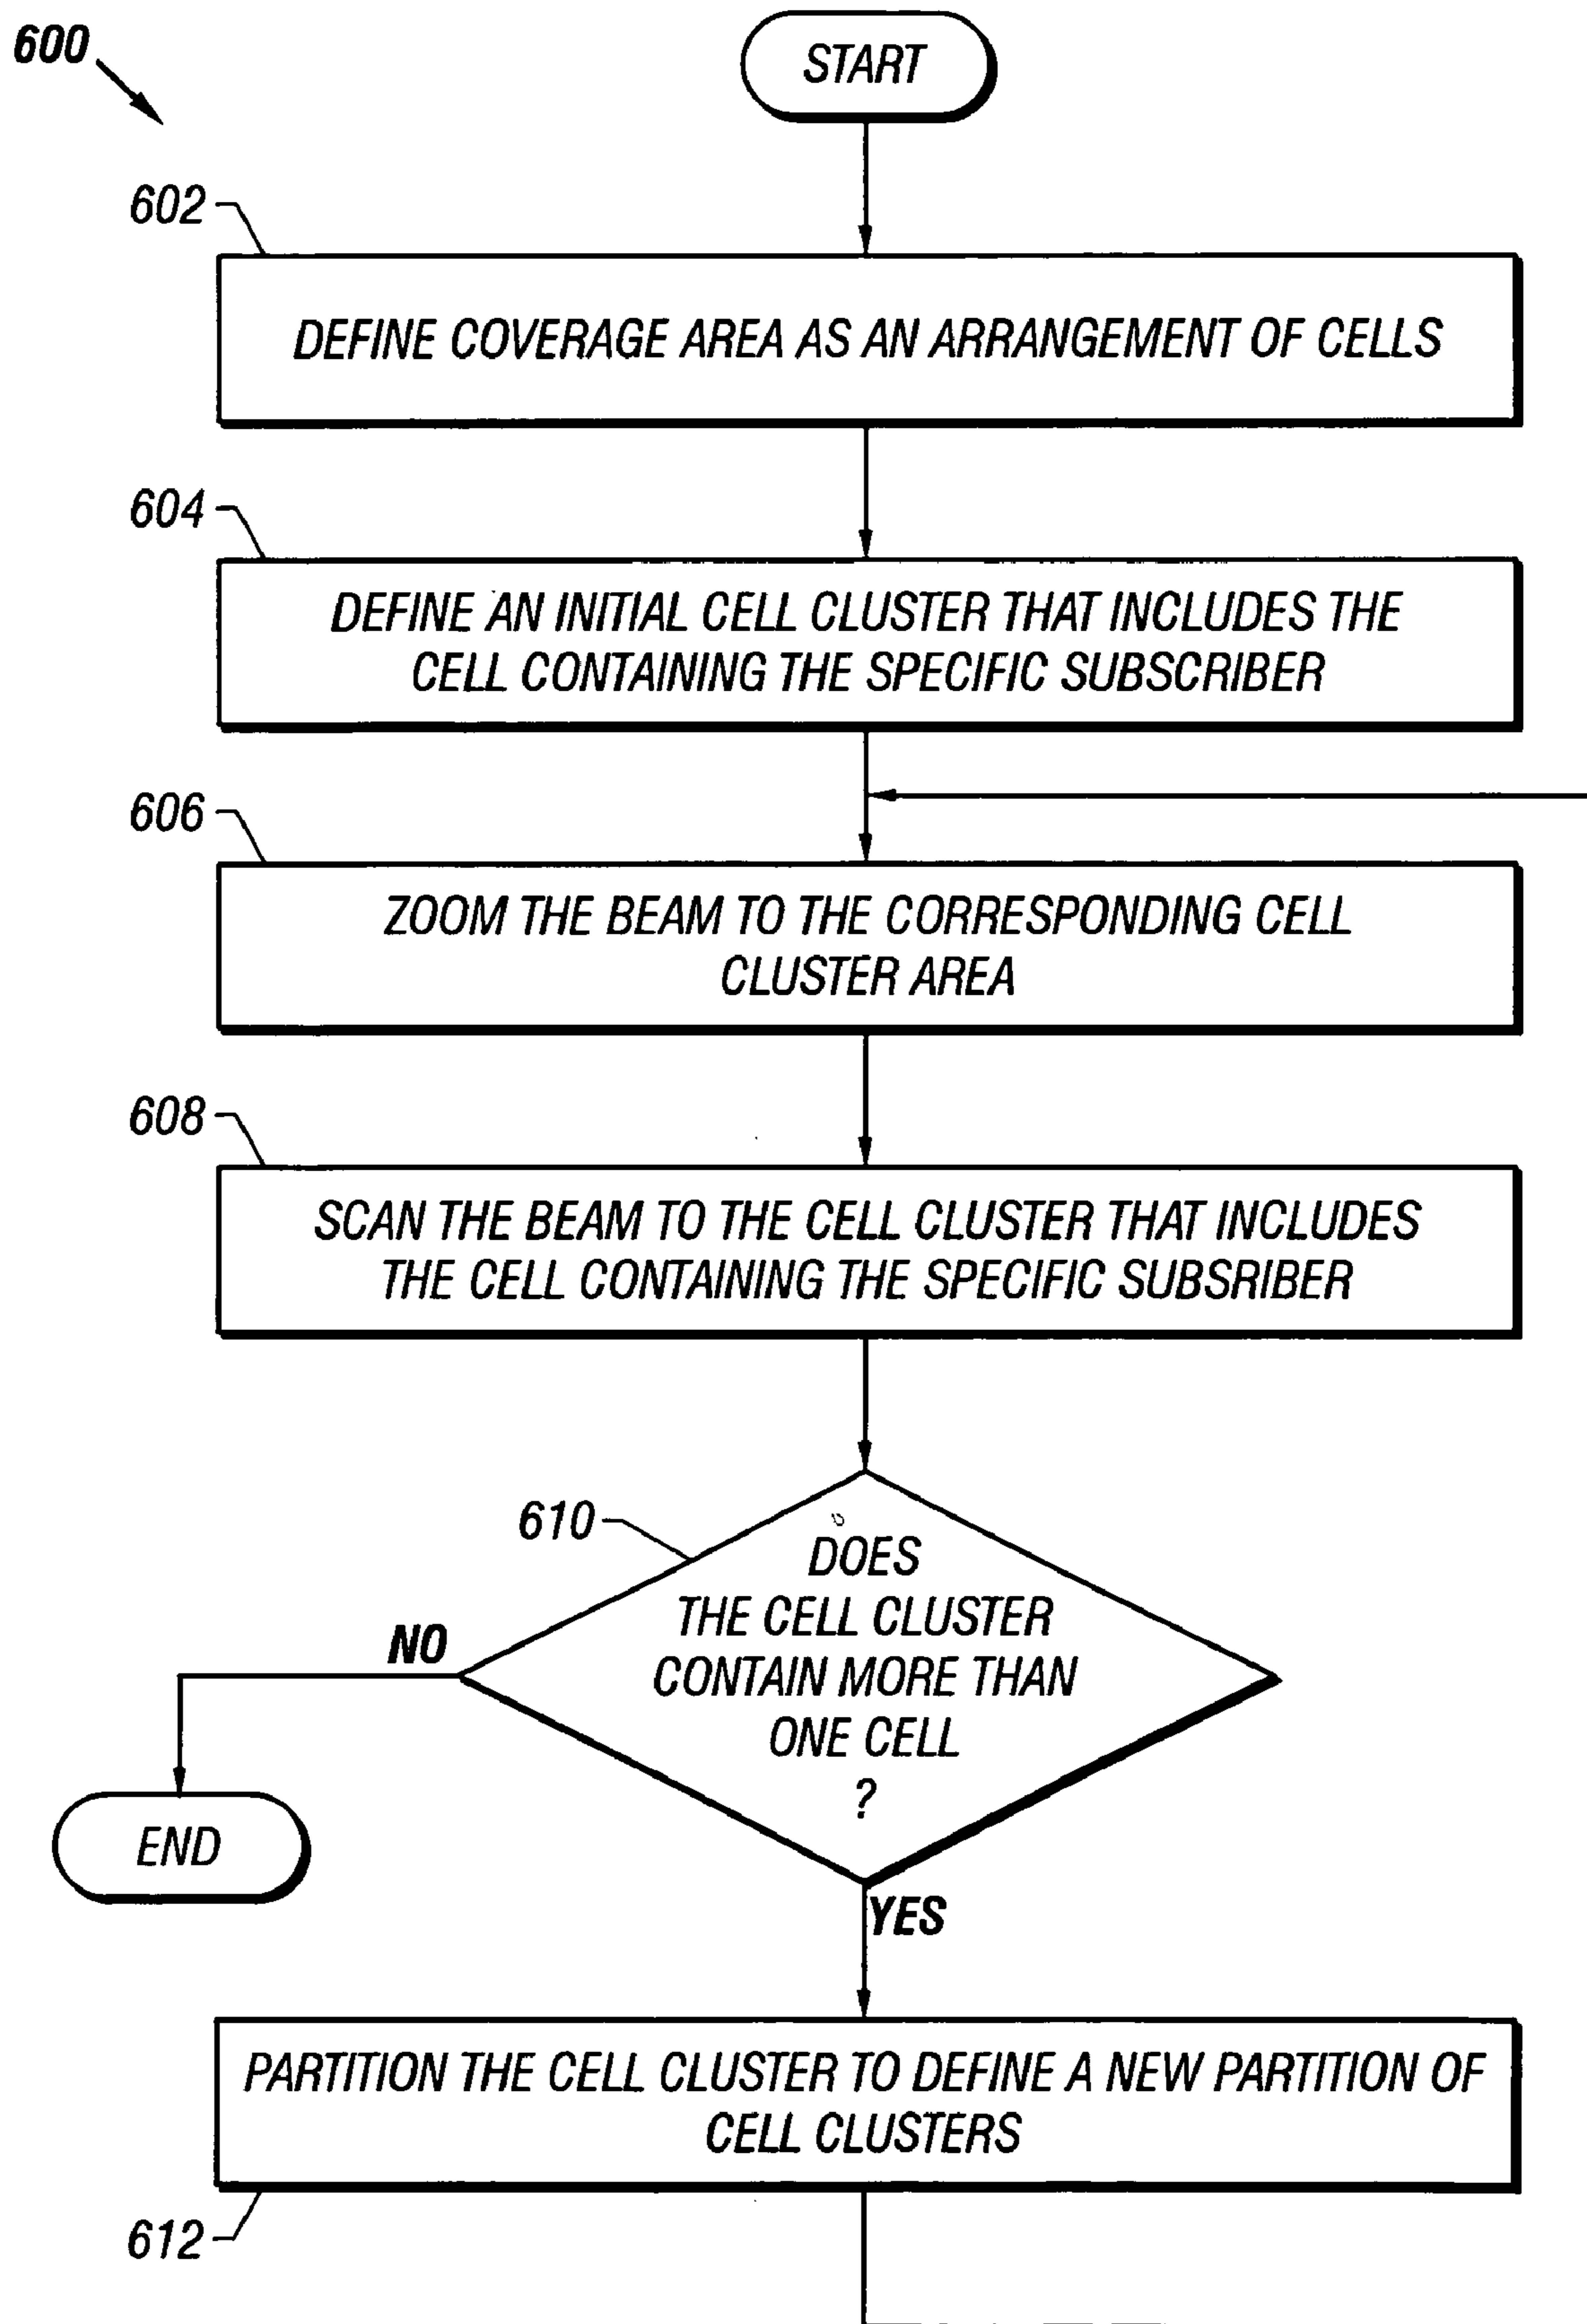 600
START
602
DEFINE COVERAGE AREA AS AN ARRANGEMENT OF CELLS
604
DEFINE AN INITIAL CELL CLUSTER THAT INCLUDES THE
CELL CONTAINING THE SPECIFIC SUBSCRIBER
606
ZOOM THE BEAM TO THE CORRESPONDING CELL
CLUSTER AREA
608
SCAN THE BEAM TO THE CELL CLUSTER THAT INCLUDES
THE CELL CONTAINING THE SPECIFIC SUBSRIBER
610
DOES
THE CELL CLUSTER
CONTAIN MORE THAN
ONE CELL
?
NO
END
YES
PARTITION THE CELL CLUSTER TO DEFINE A NEW PARTITION OF
CELL CLUSTERS
612